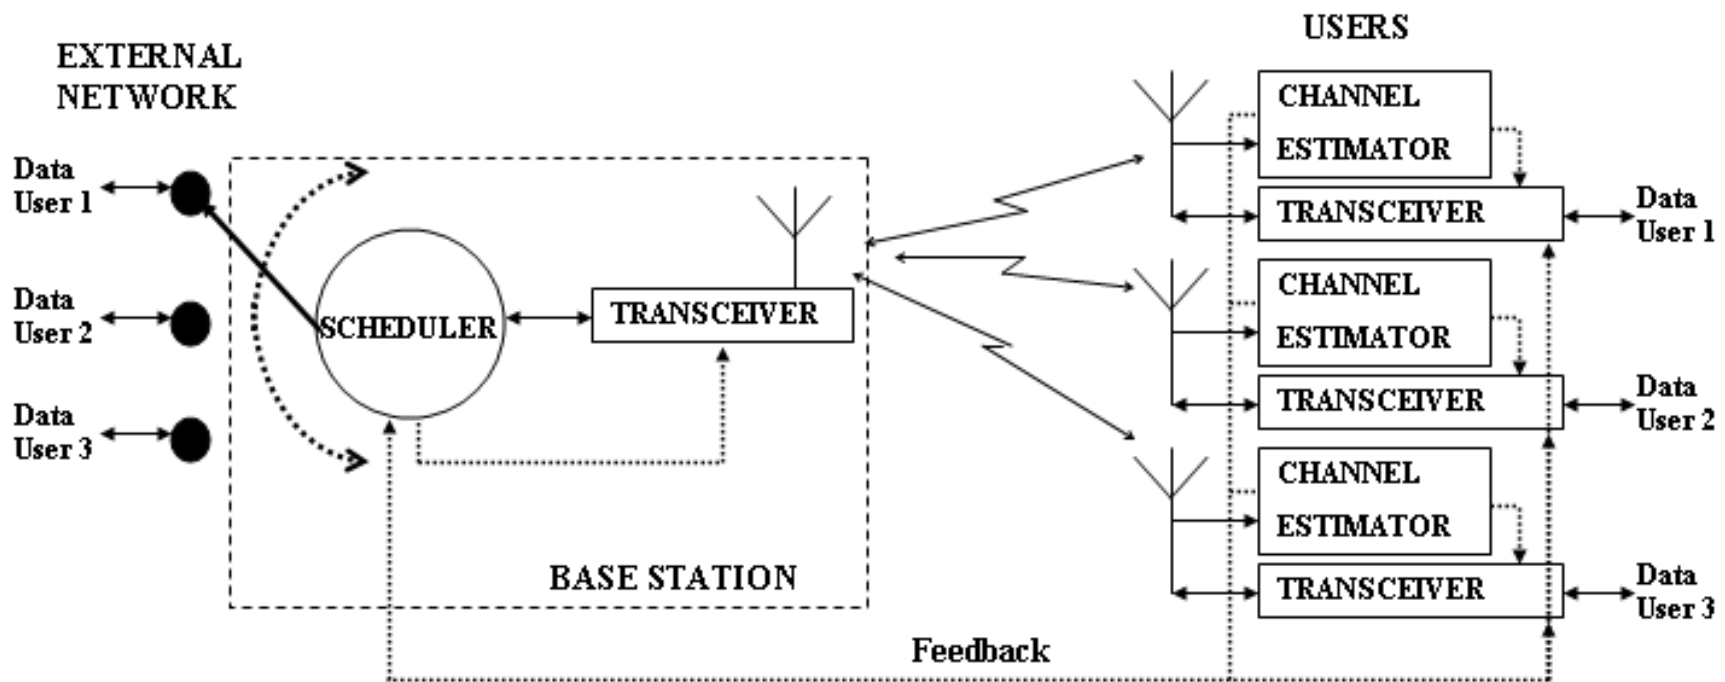 EXTERNAL
NETWORK
Data
User 1
Data
User 2
Data
User 3
SCHEDULER
TRANSCEIVER
BASE STATION
Feedback
USERS
CHANNEL
ESTIMATOR
TRANSCEIVER
Data
User 1
CHANNEL
ESTIMATOR
TRANSCEIVER
Data
User 2
CHANNEL
ESTIMATOR
TRANSCEIVER
Data
User 3